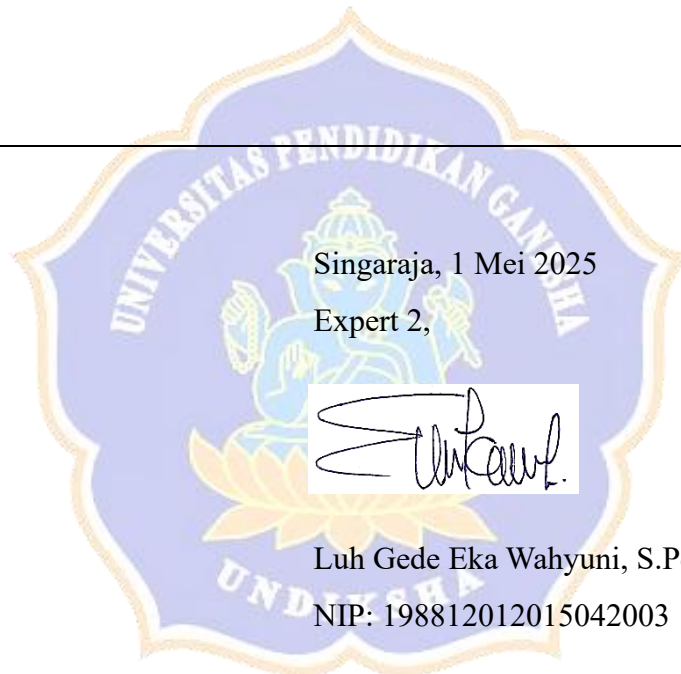 UNIVERSITAS PENDIDIKAN GANESHA
Singaraja, 1 Mei 2025
Expert 2,
Luh Gede Eka Wahyuni, S.P
NIP: 198812012015042003
UNDIKSHA